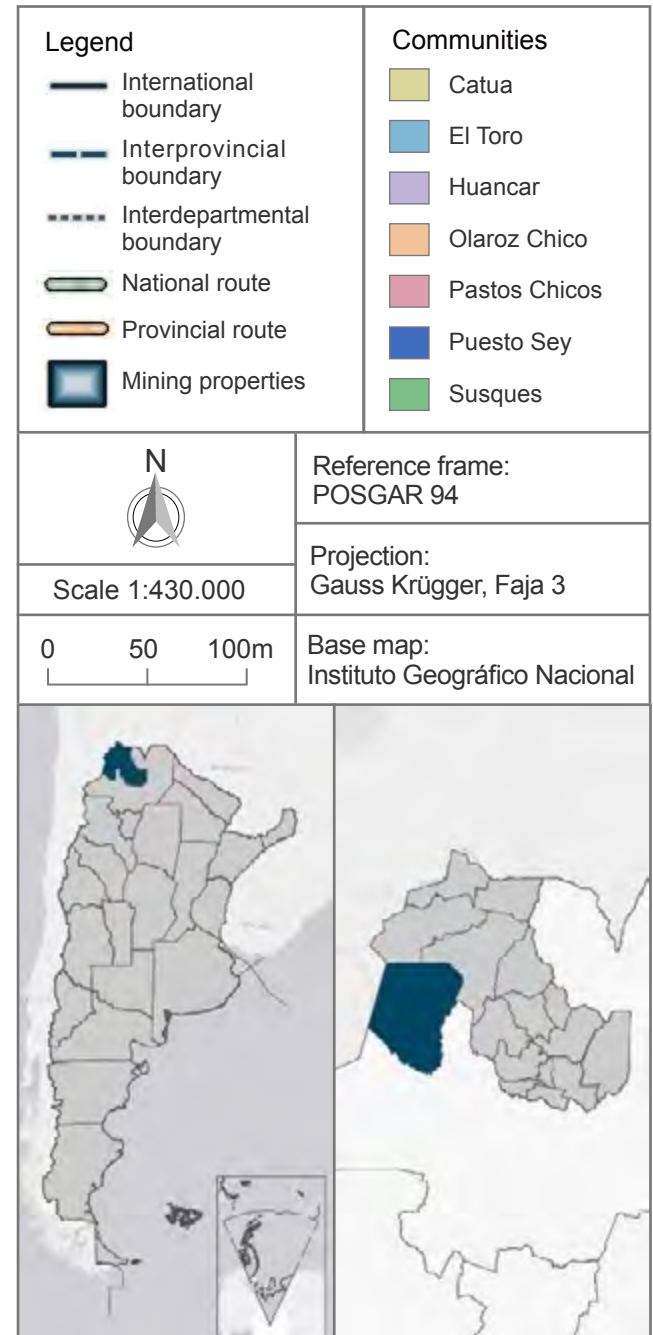 Legend
International
boundary
Interprovincial
boundary
Interdepartmental
boundary
National route
Provincial route
Mining properties
Communities
Catua
El Toro
Huancar
Olaroz Chico
Pastos Chicos
Puesto Sey
Susques
N
Scale 1:430.000
0 50 100m
Reference frame:
POSGAR 94
Projection:
Gauss Krügger, Faja 3
Base map:
Instituto Geográfico Nacional